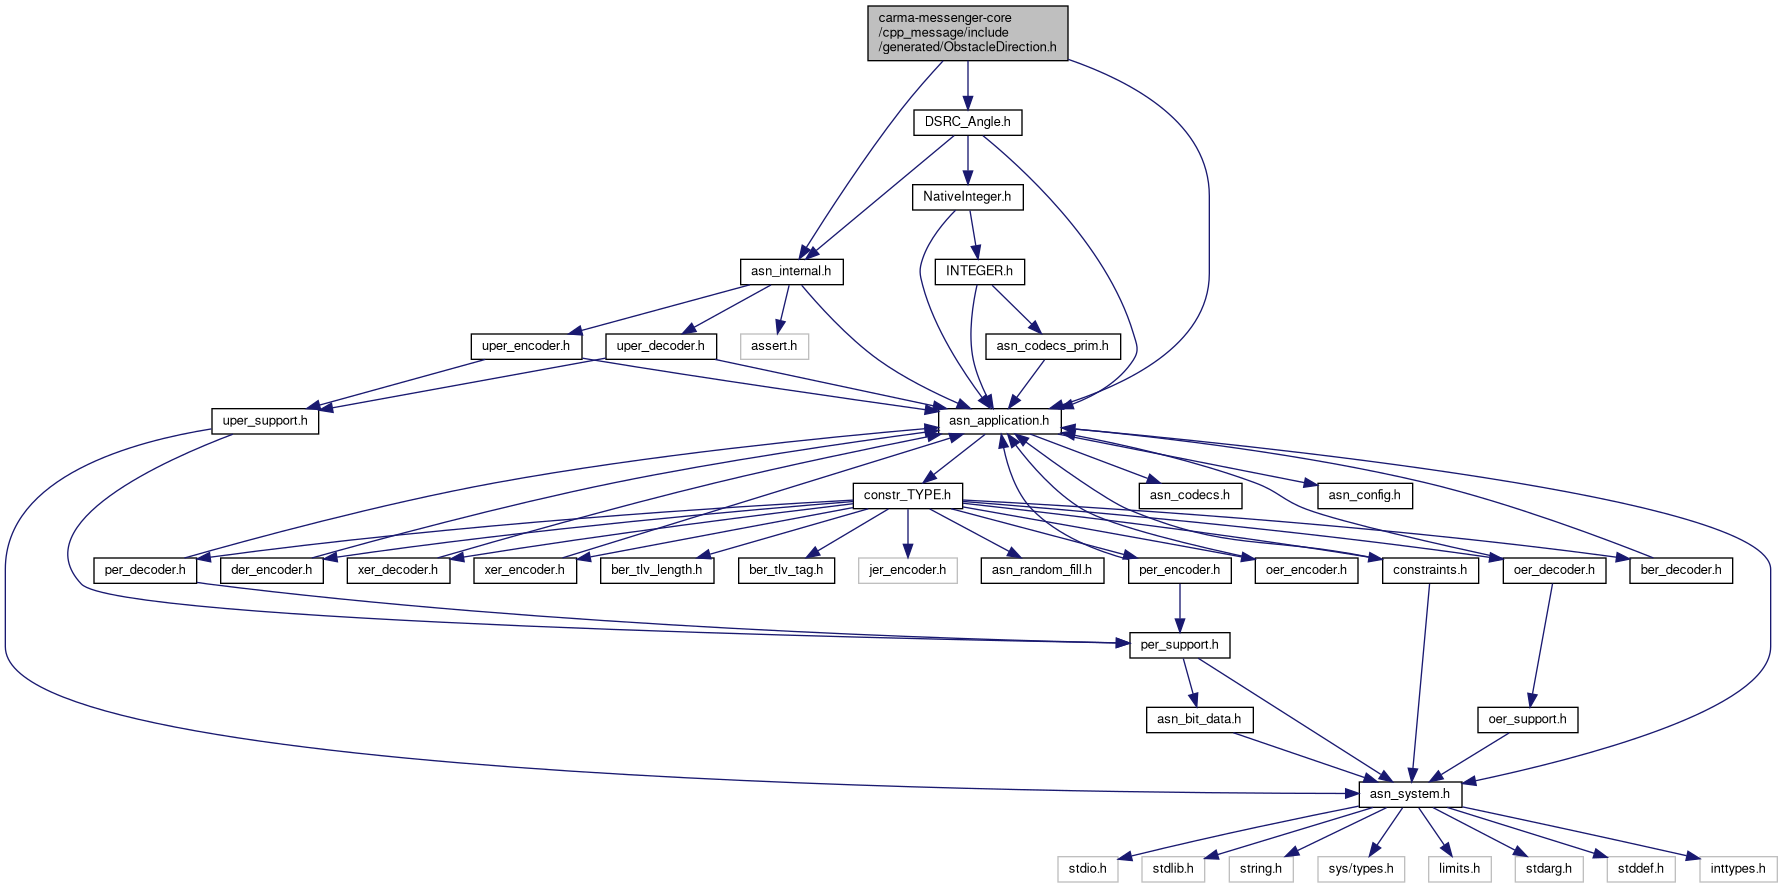 carma-messenger-core
/cpp_message/include
/generated/ObstacleDirection.h
DSRC_Angle.h
NativeInteger.h
asn_internal.h
INTEGER.h
uper_encoder.h
uper_decoder.h
assert.h
asn_codecs_prim.h
uper_support.h
asn_application.h
constr_TYPE.h
asn_codecs.h
asn_config.h
per_decoder.h
der_encoder.h
xer_decoder.h
xer_encoder.h
ber_tlv_length.h
ber_tlv_tag.h
jer_encoder.h
asn_random_fill.h
per_encoder.h
oer_encoder.h
constraints.h
oer_decoder.h
ber_decoder.h
per_support.h
asn_bit_data.h
oer_support.h
asn_system.h
stdio.h
stdlib.h
string.h
sys/types.h
limits.h
stdarg.h
stddef.h
inttypes.h